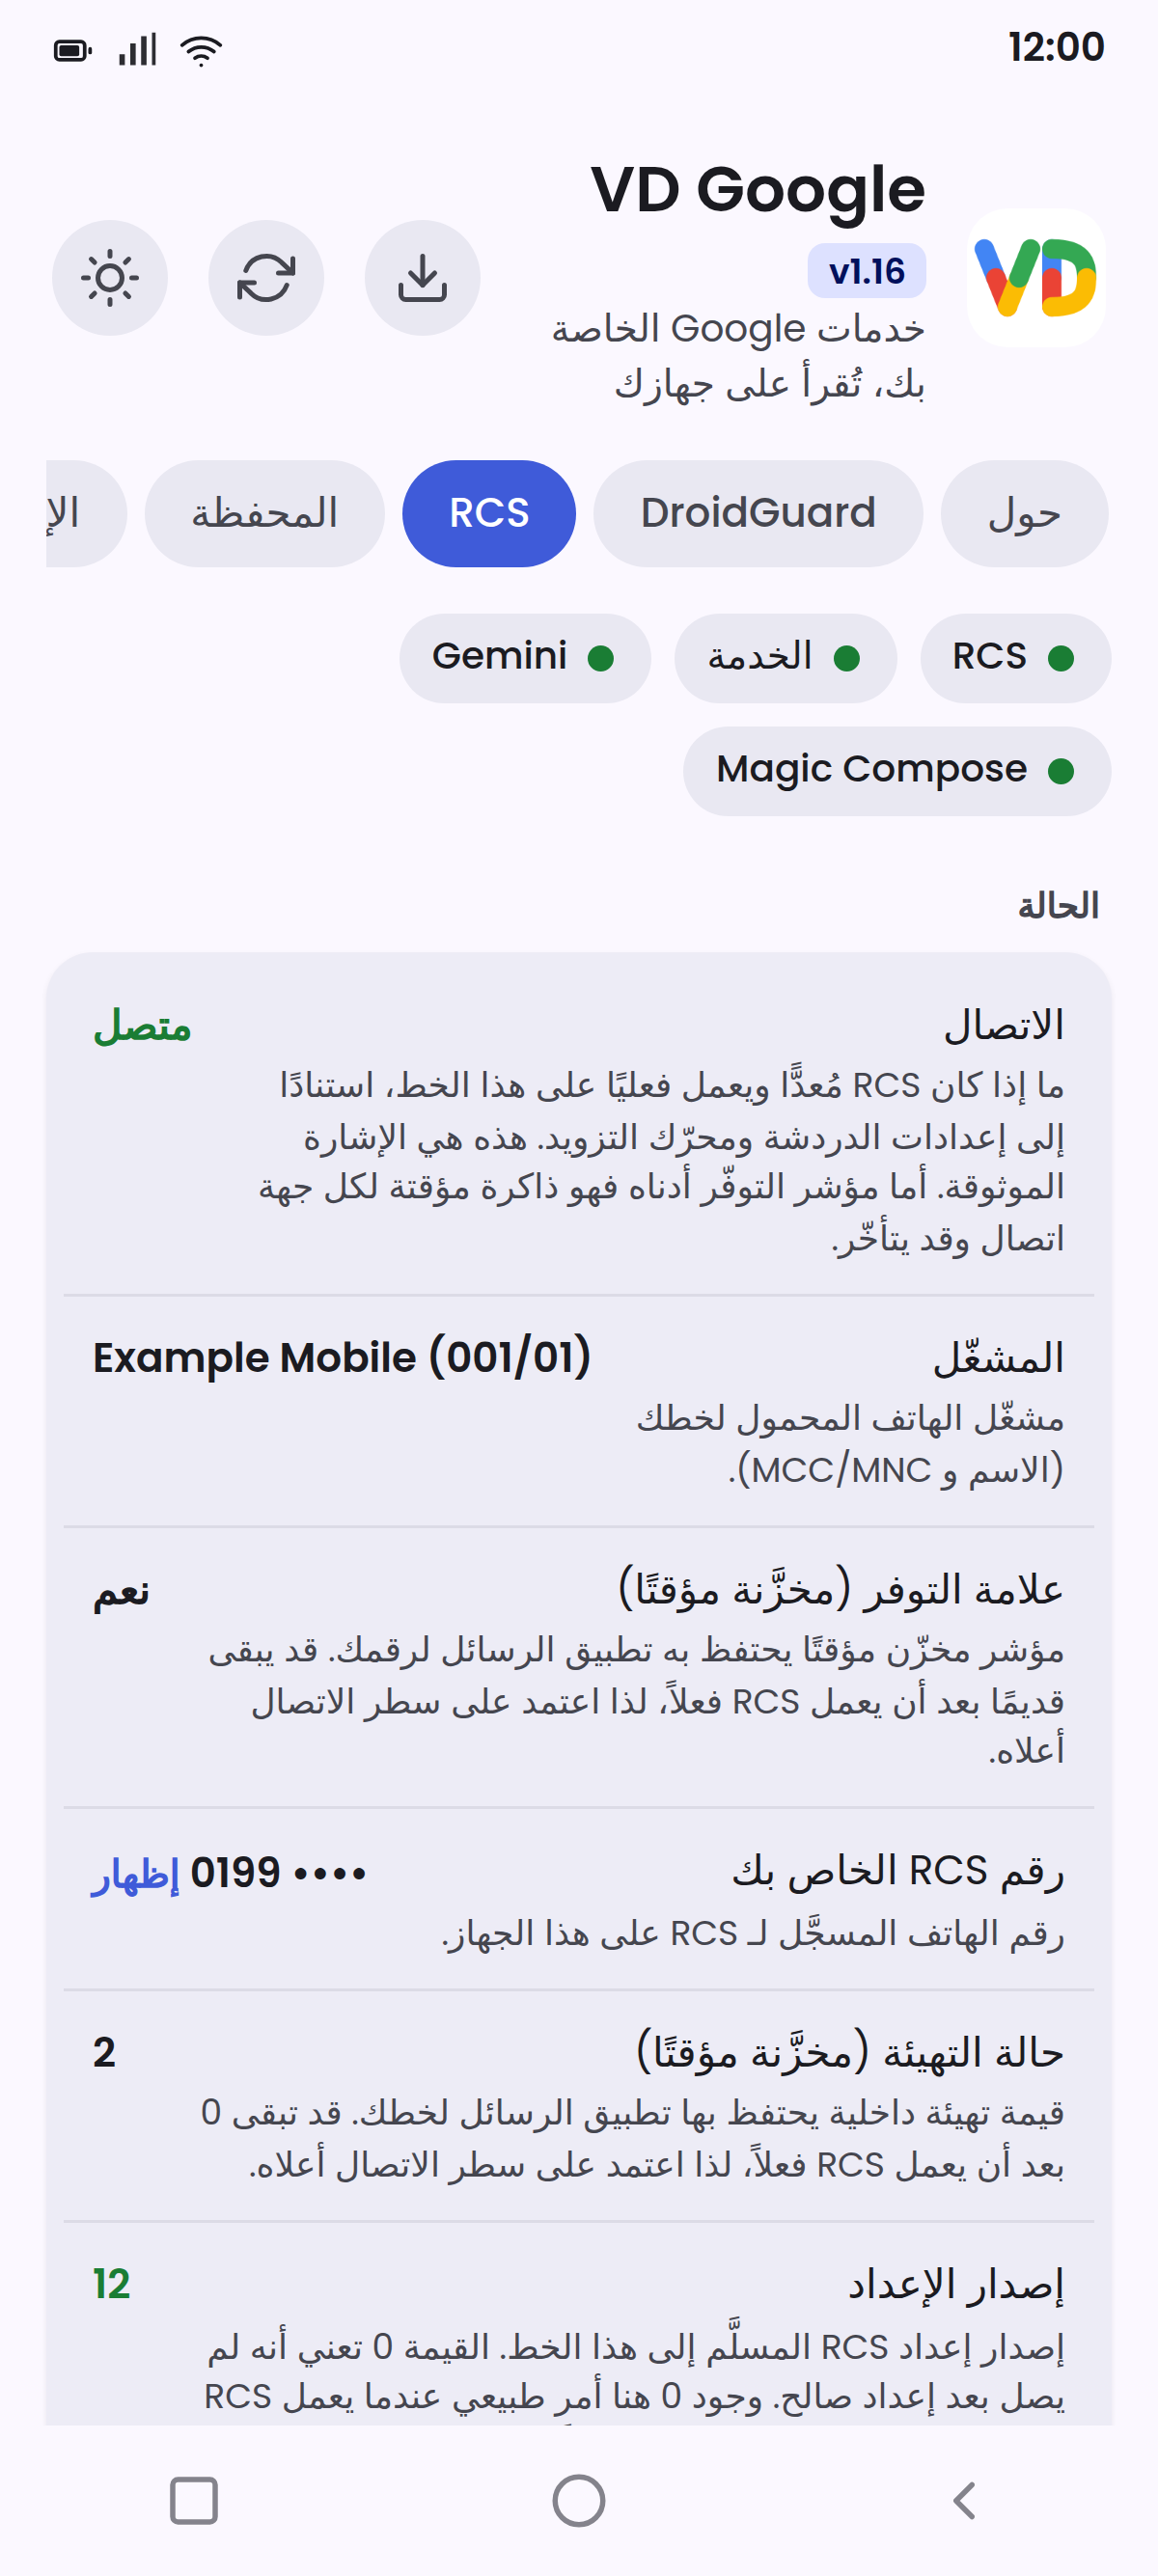 12:00
VD Google
v1.16
خدمات Google الخاصة
بك، تُقرأ على جهازك
حول
DroidGuard
RCS
المحفظة
RCS
الخدمة
Gemini
Magic Compose
الحالة
الاتصال
متصل
ما إذا كان RCS مُعدًّا ويعمل فعليًا على هذا الخط، استنادًا
إلى إعدادات الدردشة ومحرّك التزويد. هذه هي الإشارة
الموثوقة. أما مؤشر التوفّر أدناه فهو ذاكرة مؤقتة لكل جهة
اتصال وقد يتأخّر.
المشغّل
Example Mobile (001/01)
مشغّل الهاتف المحمول لخطك
(الاسم و MCC/MNC).
علامة التوفر (مخزَّنة مؤقتًا)
نعم
مؤشر مخزّن مؤقتًا يحتفظ به تطبيق الرسائل لرقمك. قد يبقى
قديمًا بعد أن يعمل RCS فعلاً، لذا اعتمد على سطر الاتصال
أعلاه.
رقم RCS الخاص بك
•••• 0199 إظهار
رقم الهاتف المسجَّل لـ RCS على هذا الجهاز.
حالة التهيئة (مخزَّنة مؤقتًا)
2
قيمة تهيئة داخلية يحتفظ بها تطبيق الرسائل لخطك. قد تبقى 0
بعد أن يعمل RCS فعلاً، لذا اعتمد على سطر الاتصال أعلاه.
إصدار الإعداد
12
إصدار إعداد RCS المسلَّم إلى هذا الخط. القيمة 0 تعني أنه لم
يصل بعد إعداد صالح. وجود 0 هنا أمر طبيعي عندما يعمل RCS